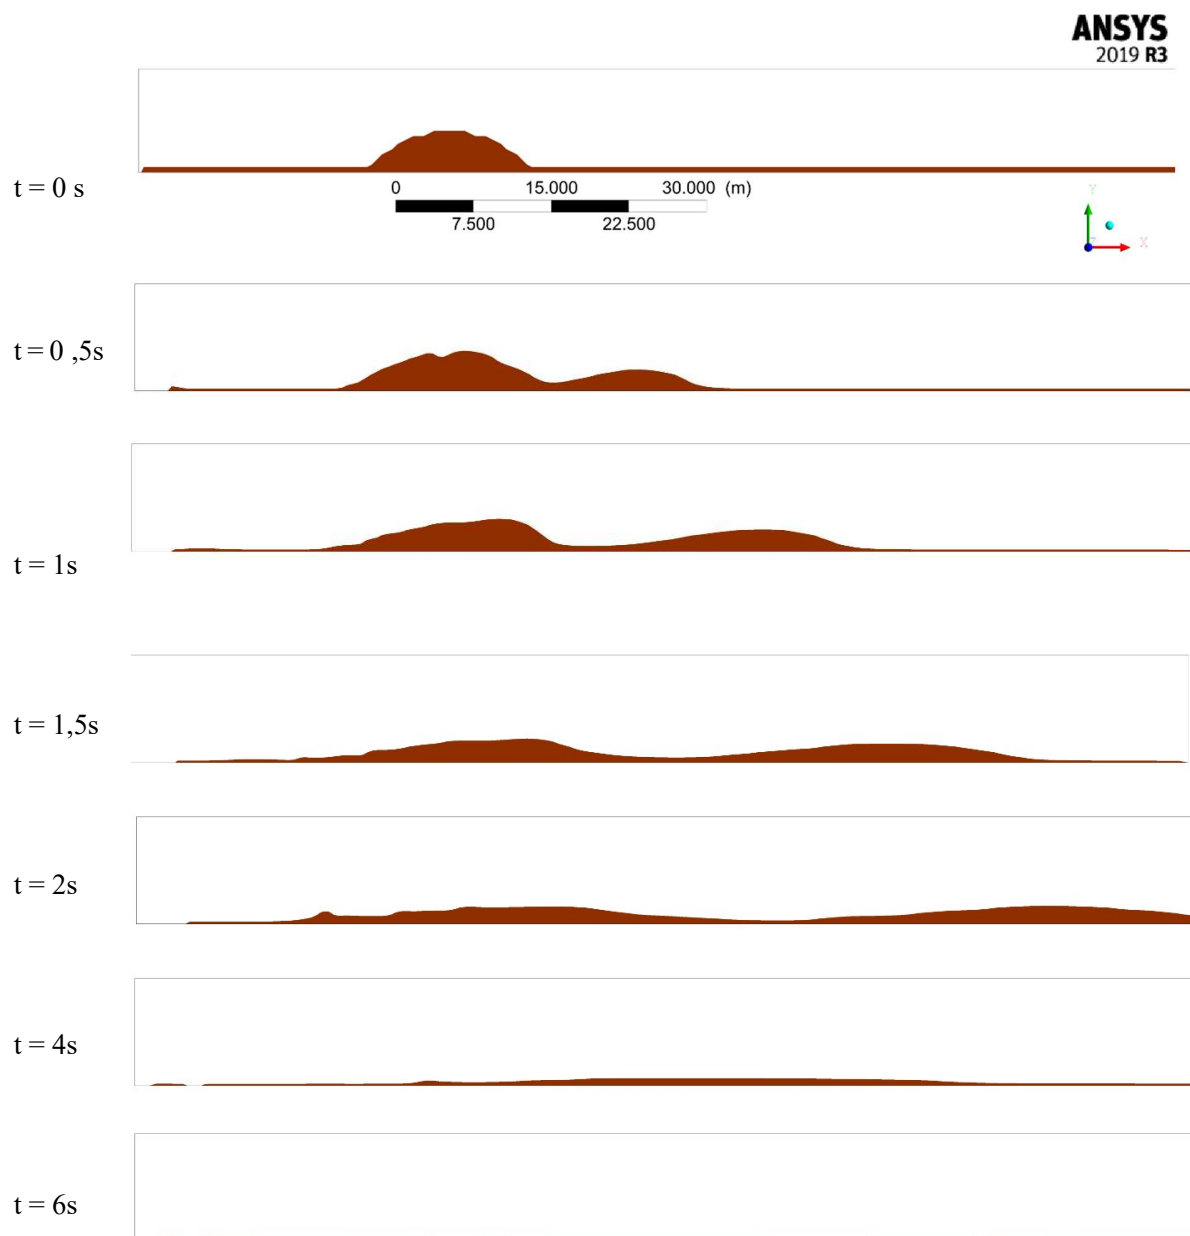 ANSYS
2019 R3
t = 0 s
0 15.000 30.000 (m)
7.500 22.500
Y
X
t = 0 ,5s
t = 1s
t = 1,5s
t = 2s
t = 4s
t = 6s